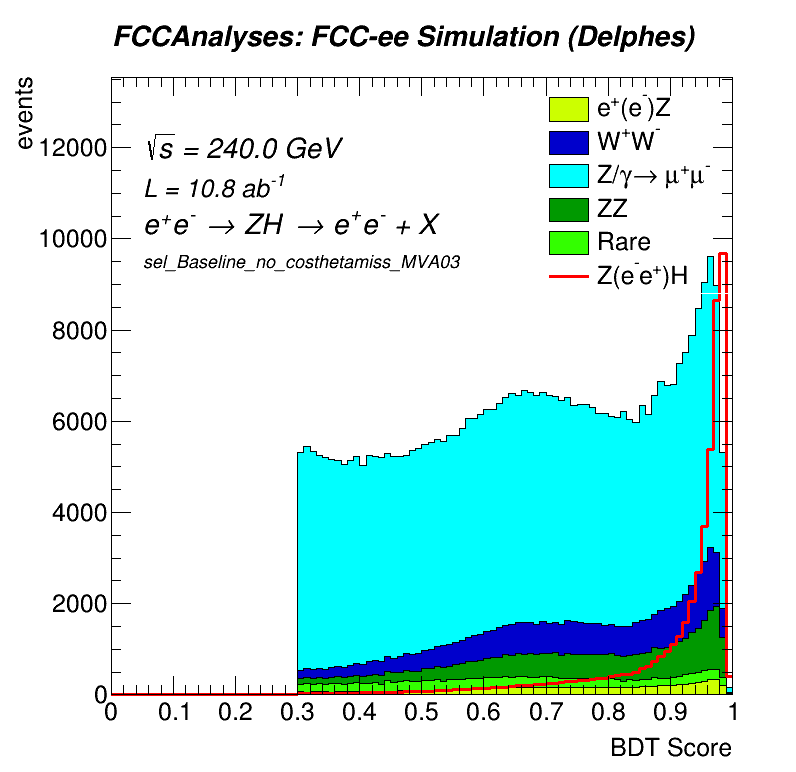 FCCAnalyses: FCC-ee Simulation (Delphes)
events
12000
10000
8000
6000
4000
2000
0
√s = 240.0 GeV
L = 10.8 ab⁻¹
e⁺e⁻ → ZH → e⁺e⁻ + X
sel_Baseline_no_costhetamiss_MVA03
e⁺(e⁻)Z
W⁺W⁻
Z/γ→ μ⁺μ⁻
ZZ
Rare
Z(e⁻e⁺)H
0 0.1 0.2 0.3 0.4 0.5 0.6 0.7 0.8 0.9 1
BDT Score